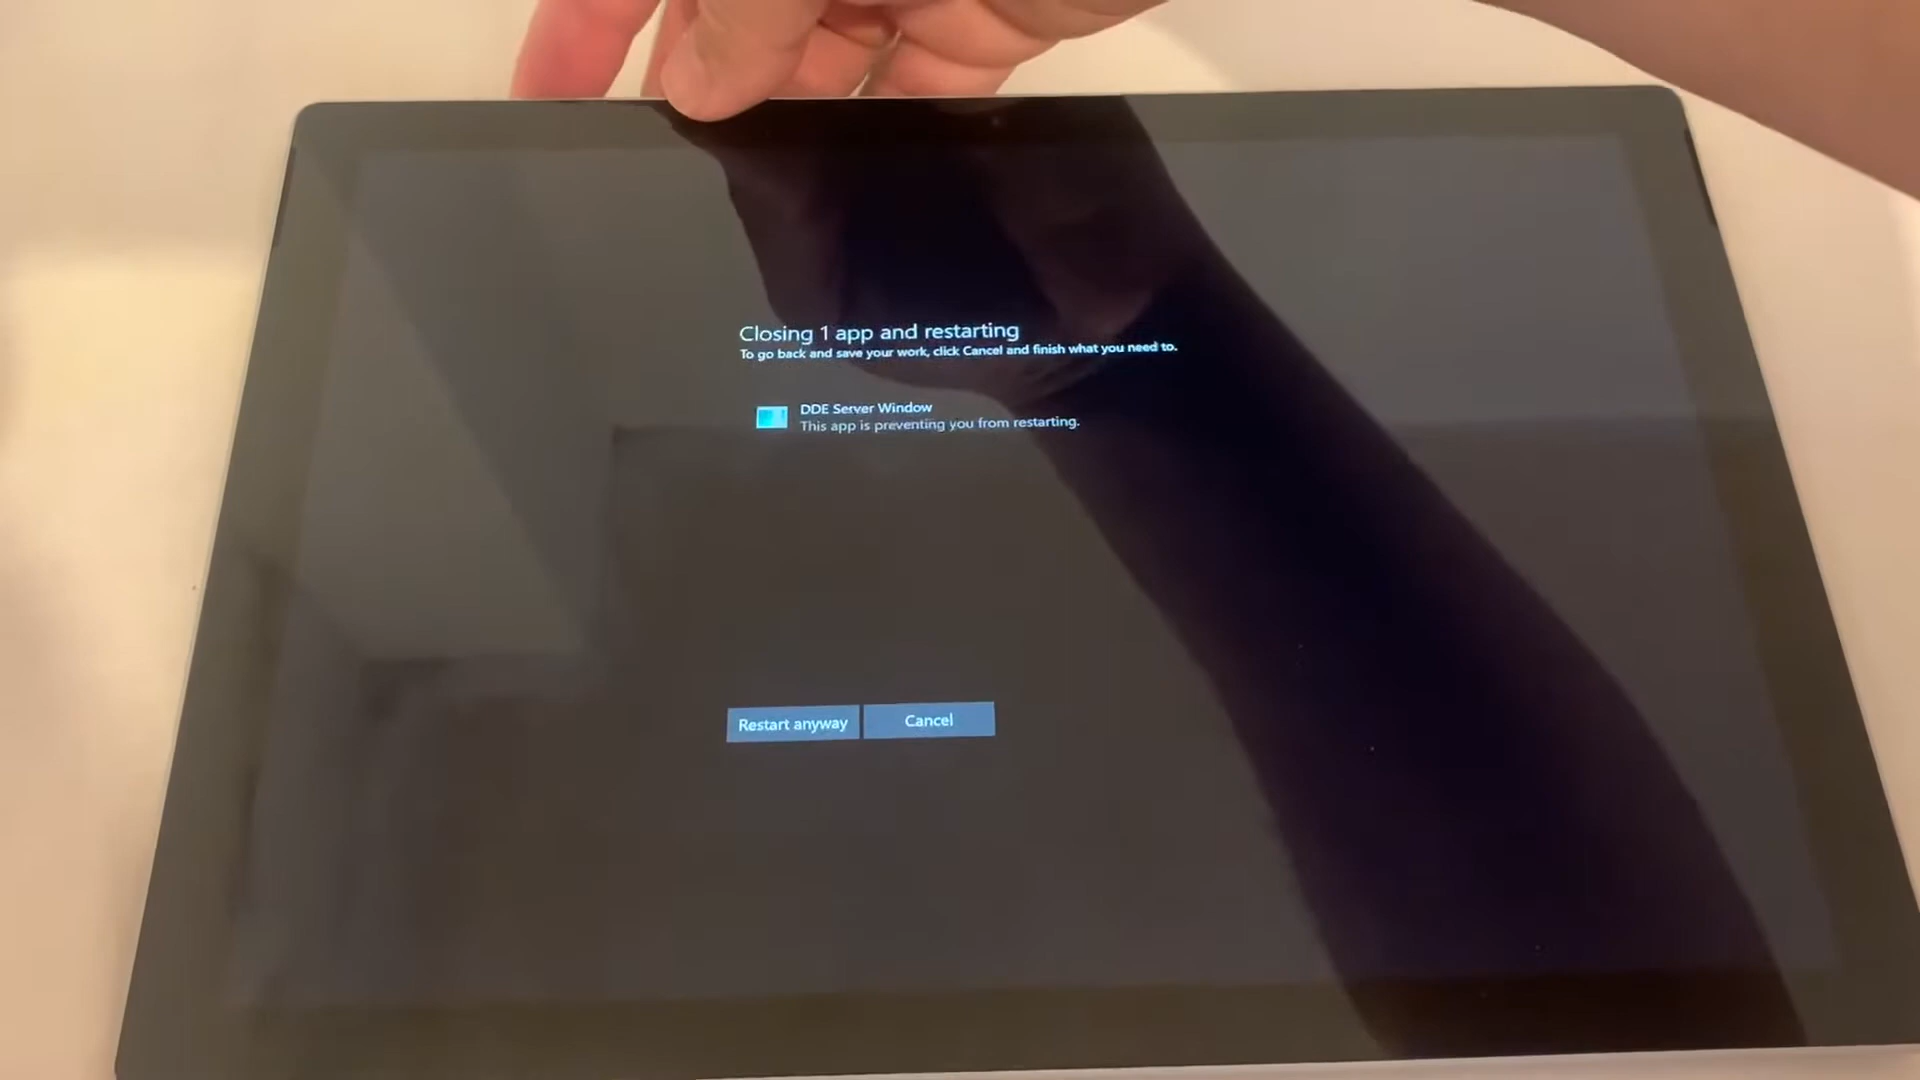 Closing 1 app and restarting
To go back and save your work, click Cancel and finish what you need to.
DDE Server Window
This app is preventing you from restarting.
Restart anyway
Cancel